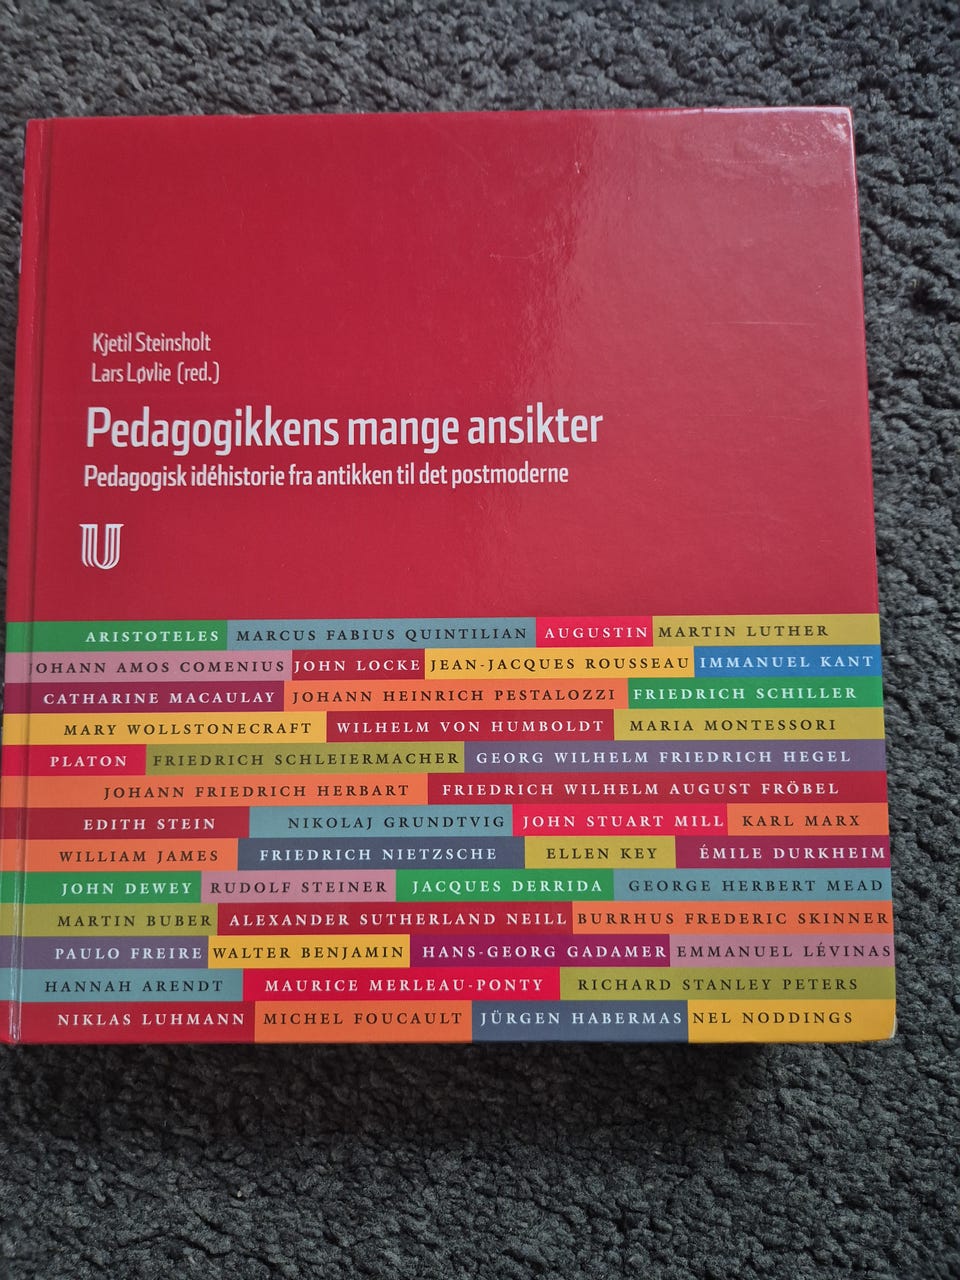 Kjetil Steinsholt
Lars Løvlie (red.)
Pedagogikkens mange ansikter
Pedagogisk idéhistorie fra antikken til det postmoderne
U
ARISTOTELES MARCUS FABIUS QUINTILIAN AUGUSTIN MARTIN LUTHER
JOHANN AMOS COMENIUS JOHN LOCKE JEAN-JACQUES ROUSSEAU IMMANUEL KANT
CATHARINE MACAULAY JOHANN HEINRICH PESTALOZZI FRIEDRICH SCHILLER
MARY WOLLSTONECRAFT WILHELM VON HUMBOLDT MARIA MONTESSORI
PLATON FRIEDRICH SCHLEIERMACHER GEORG WILHELM FRIEDRICH HEGEL
JOHANN FRIEDRICH HERBART FRIEDRICH WILHELM AUGUST FRÖBEL
EDITH STEIN NIKOLAJ GRUNDTVIG JOHN STUART MILL KARL MARX
WILLIAM JAMES FRIEDRICH NIETZSCHE ELLEN KEY ÉMILE DURKHEIM
JOHN DEWEY RUDOLF STEINER JACQUES DERRIDA GEORGE HERBERT MEAD
MARTIN BUBER ALEXANDER SUTHERLAND NEILL BURRHUS FREDERIC SKINNER
PAULO FREIRE WALTER BENJAMIN HANS-GEORG GADAMER EMMANUEL LÉVINAS
HANNAH ARENDT MAURICE MERLEAU-PONTY RICHARD STANLEY PETERS
NIKLAS LUHMANN MICHEL FOUCAULT JÜRGEN HABERMAS NEL NODDINGS